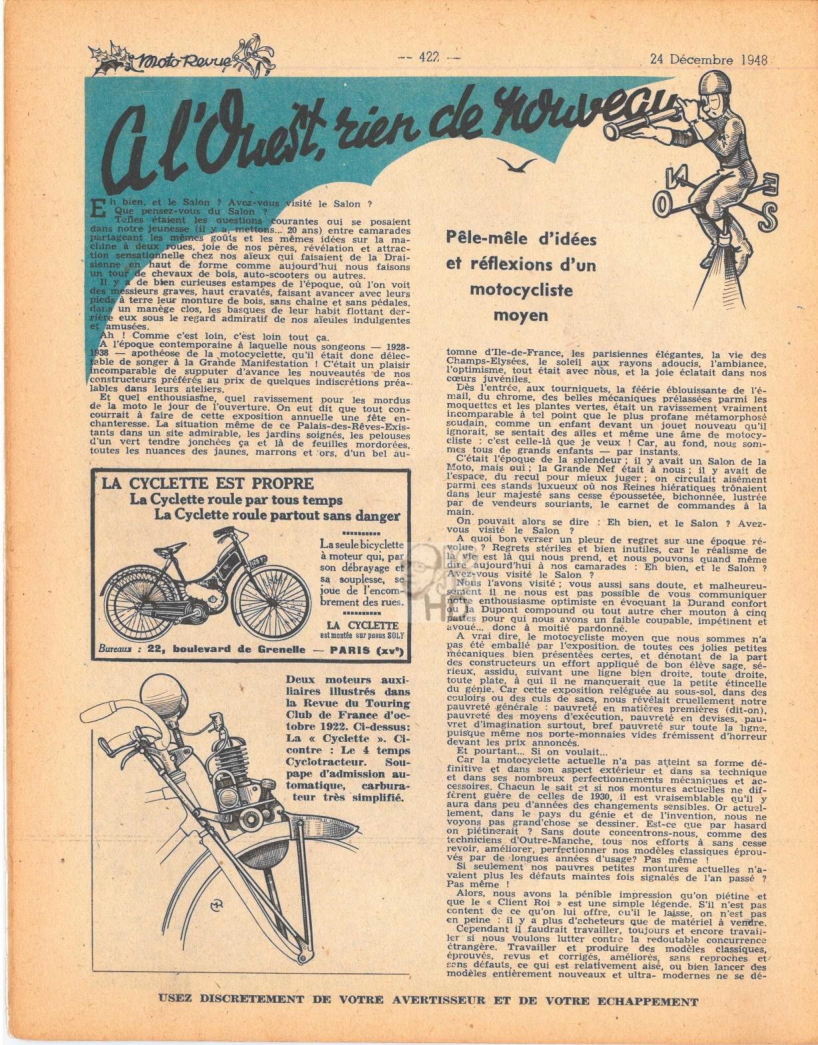 Moto Revue
-- 422 --
24 Décembre 1948
A l'Ouest, rien de nouveau
N
E
O
S
Pêle-mêle d'idées
et réflexions d'un
motocycliste
moyen
Eh bien, et le Salon ? Avez-vous visité le Salon ?
Que pensez-vous du Salon ?
Telles étaient les questions courantes qui se posaient
dans notre jeunesse (il y a, mettons... 20 ans) entre camarades
partageant les mêmes goûts et les mêmes idées sur la ma-
chine à deux roues, joie de nos pères, révélation et attrac-
tion sensationnelle chez nos aïeux qui faisaient de la Drai-
sienne en haut de forme comme aujourd'hui nous faisons
un tour de chevaux de bois, auto-scooters ou autres.
Il y a de bien curieuses estampes de l'époque, où l'on voit
des messieurs graves, haut cravatés, faisant avancer avec leurs
pieds à terre leur monture de bois, sans chaîne et sans pédales,
dans un manège clos, les basques de leur habit flottant der-
rière eux sous le regard admiratif de nos aïeules indulgentes
et amusées.
Ah ! Comme c'est loin, c'est loin tout ça.
A l'époque contemporaine à laquelle nous songeons — 1928-
1938 — apothéose de la motocyclette, qu'il était donc délec-
table de songer à la Grande Manifestation ! C'était un plaisir
incomparable de supputer d'avance les nouveautés de nos
constructeurs préférés au prix de quelques indiscrétions préa-
lables dans leurs ateliers.
Et quel enthousiasme, quel ravissement pour les mordus
de la moto le jour de l'ouverture. On eut dit que tout con-
courrait à faire de cette exposition annuelle une fête en-
chanteresse. La situation même de ce Palais-des-Rêves-Exis-
tants dans un site admirable, les jardins soignés, les pelouses
d'un vert tendre jonchées ça et là de feuilles mordorées,
toutes les nuances des jaunes, marrons et ors, d'un bel au-
LA CYCLETTE EST PROPRE
La Cyclette roule par tous temps
La Cyclette roule partout sans danger
La seule bicyclette
à moteur qui, par
son débrayage et
sa souplesse, se
joue de l'encom-
brement des rues.
LA CYCLETTE
est montée sur pneus SOLY
Bureaux : 22, boulevard de Grenelle — PARIS (XVe)
Deux moteurs auxi-
liaires illustrés dans
la Revue du Touring
Club de France d'oc-
tobre 1922. Ci-dessus:
La « Cyclette ». Ci-
contre : Le 4 temps
Cyclotracteur. Sou-
pape d'admission au-
tomatique, carbura-
teur très simplifié.
tomne d'Ile-de-France, les parisiennes élégantes, la vie des
Champs-Elysées, le soleil aux rayons adoucis, l'ambiance,
l'optimisme, tout était avec nous, et la joie éclatait dans nos
cœurs juvéniles.
Dès l'entrée, aux tourniquets, la féérie éblouissante de l'é-
mail, du chrome, des belles mécaniques prélassées parmi les
moquettes et les plantes vertes, était un ravissement vraiment
incomparable à tel point que le plus profane métamorphosé
soudain, comme un enfant devant un jouet nouveau qu'il
ignorait, se sentait des ailes et même une âme de motocy-
cliste : c'est celle-là que je veux ! Car, au fond, nous som-
mes tous de grands enfants — par instants.
C'était l'époque de la splendeur ; il y avait un Salon de la
Moto, mais oui ; la Grande Nef était à nous ; il y avait de
l'espace, du recul pour mieux juger ; on circulait aisément
parmi ces stands luxueux où nos Reines hiératiques trônaient
dans leur majesté sans cesse époussetée, bichonnée, lustrée
par de vendeurs souriants, le carnet de commandes à la
main.
On pouvait alors se dire : Eh bien, et le Salon ? Avez-
vous visité le Salon ?
A quoi bon verser un pleur de regret sur une époque ré-
volue ? Regrets stériles et bien inutiles, car le réalisme de
la vie est là qui nous prend, et nous pouvons quand même
dire aujourd'hui à nos camarades : Eh bien, et le Salon ?
Avez-vous visité le Salon ?
Nous l'avons visité ; vous aussi sans doute, et malheureu-
sement il ne nous est pas possible de vous communiquer
notre enthousiasme optimiste en évoquant la Durand confort
ou la Dupont compound ou tout autre cher mouton à cinq
pattes pour qui nous avons un faible coupable, impétinent et
avoué... donc à moitié pardonné.
A vrai dire, le motocycliste moyen que nous sommes n'a
pas été emballé par l'exposition de toutes ces jolies petites
mécaniques bien présentées certes, et dénotant de la part
des constructeurs un effort appliqué de bon élève sage, sé-
rieux, assidu, suivant une ligne bien droite, toute droite,
toute plate, à qui il ne manquerait que la petite étincelle
du génie. Car cette exposition reléguée au sous-sol, dans des
couloirs ou des culs de sacs, nous révélait cruellement notre
pauvreté générale : pauvreté en matières premières (dit-on),
pauvreté des moyens d'exécution, pauvreté en devises, pau-
vret d'imagination surtout, bref pauvreté sur toute la ligne,
puisque même nos porte-monnaies vides frémissent d'horreur
devant les prix annoncés.
Et pourtant... Si on voulait...
Car la motocyclette actuelle n'a pas atteint sa forme dé-
finitive et dans son aspect extérieur et dans sa technique
et dans ses nombreux perfectionnements mécaniques et ac-
cessoires. Chacun le sait et si nos montures actuelles ne dif-
fèrent guère de celles de 1930, il est vraisemblable qu'il y
aura dans peu d'années des changements sensibles. Or actuel-
lement, dans le pays du génie et de l'invention, nous ne
voyons pas grand'chose se dessiner. Est-ce que par hasard
on piétinerait ? Sans doute concentrons-nous, comme des
techniciens d'Outre-Manche, tous nos efforts à sans cesse
revoir, améliorer, perfectionner nos modèles classiques éprou-
vés par de longues années d'usage? Pas même !
Si seulement nos pauvres petites montures actuelles n'a-
vaient plus les défauts maintes fois signalés de l'an passé ?
Pas même !
Alors, nous avons la pénible impression qu'on piétine et
que le « Client Roi » est une simple légende. S'il n'est pas
content de ce qu'on lui offre, qu'il le laisse, on n'est pas
en peine : il y a plus d'acheteurs que de matériel à vendre.
Cependant il faudrait travailler, toujours et encore travail-
ler si nous voulons lutter contre la redoutable concurrence
étrangère. Travailler et produire des modèles classiques,
éprouvés, revus et corrigés, améliorés, sans reproches et
sans défauts, ce qui est relativement aisé, ou bien lancer des
modèles entièrement nouveaux et ultra- modernes ne se dé-
HD
USEZ DISCRETEMENT DE VOTRE AVERTISSEUR ET DE VOTRE ECHAPPEMENT